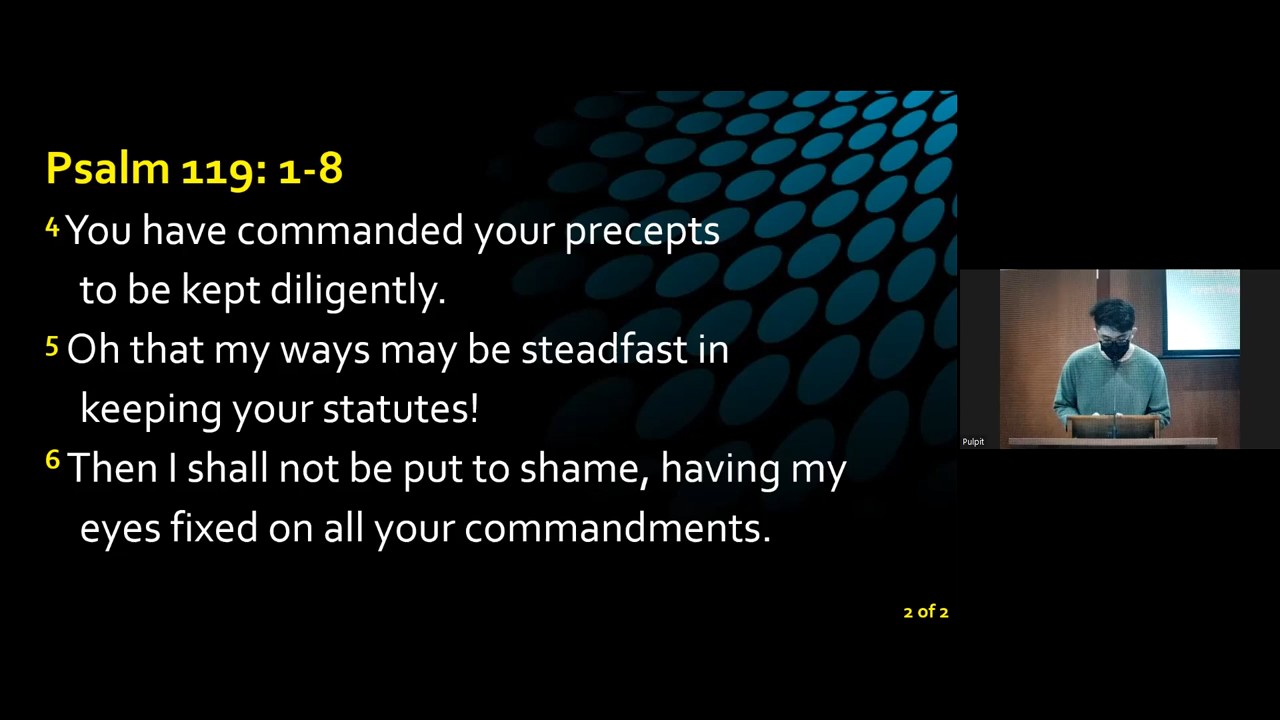 Psalm 119: 1-8
4 You have commanded your precepts
to be kept diligently.
5 Oh that my ways may be steadfast in
keeping your statutes!
6 Then I shall not be put to shame, having my
eyes fixed on all your commandments.
2 of 2
Pulpit